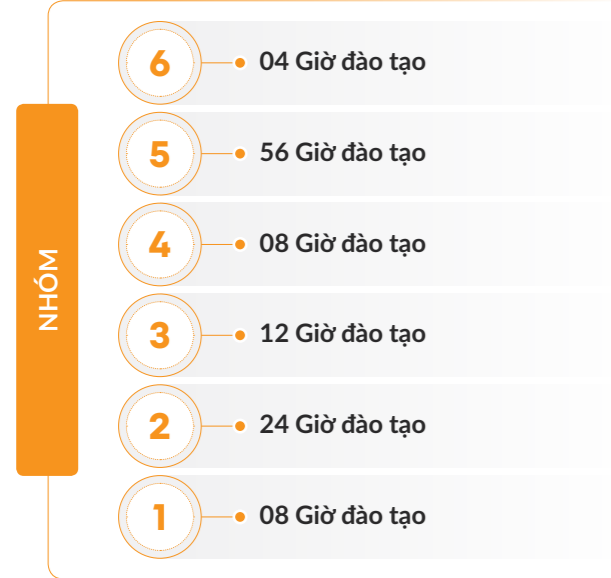 6
04 Giờ đào tạo
5
56 Giờ đào tạo
NHÓM
4
08 Giờ đào tạo
3
12 Giờ đào tạo
2
24 Giờ đào tạo
1
08 Giờ đào tạo